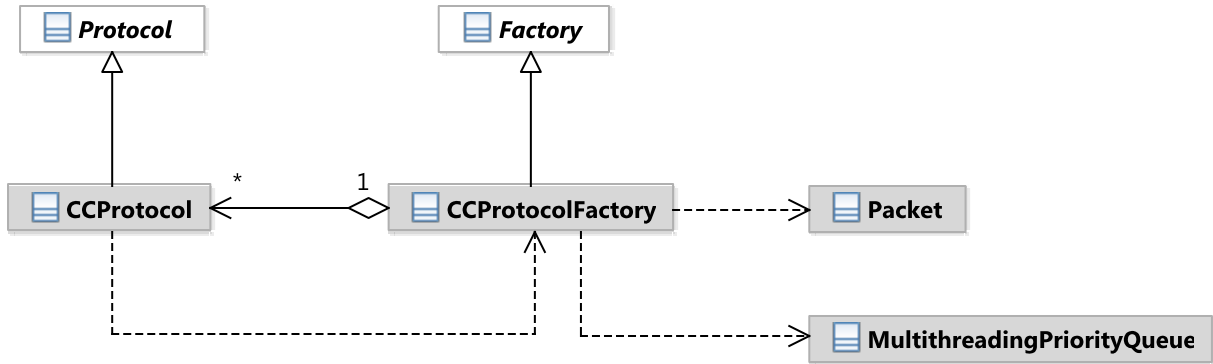 Protocol
Factory
* 1
CCProtocol
CCProtocolFactory
Packet
MultithreadingPriorityQueue